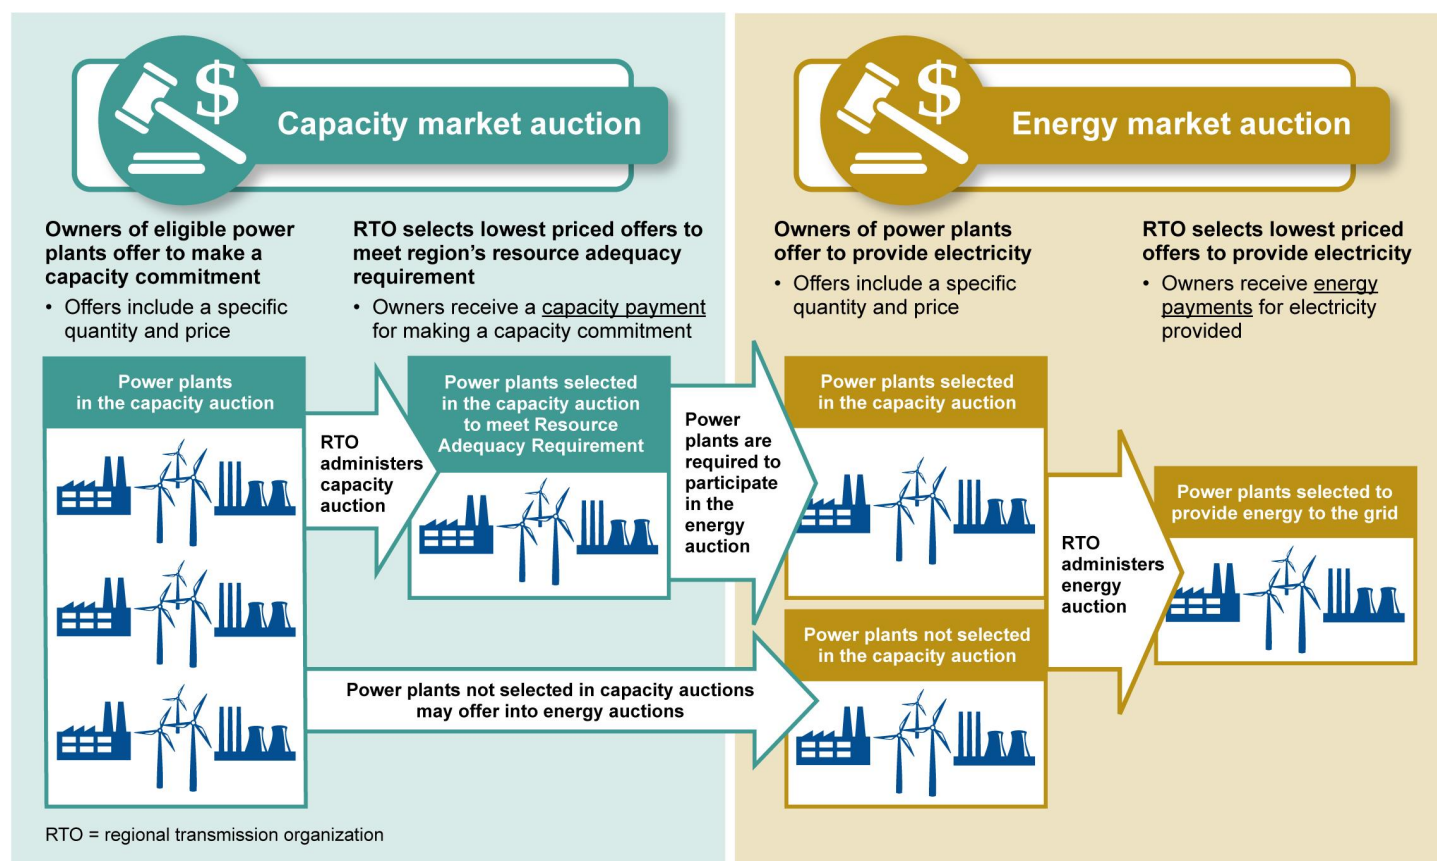 $
Capacity market auction
Owners of eligible power
plants offer to make a
capacity commitment
• Offers include a specific
quantity and price
RTO selects lowest priced offers to
meet region's resource adequacy
requirement
• Owners receive a capacity payment
for making a capacity commitment
Power plants
in the capacity auction
RTO
administers
capacity
auction
Power plants selected
in the capacity auction
to meet Resource
Adequacy Requirement
Power
plants are
required to
participate
in the
energy
auction
Power plants not selected in capacity auctions
may offer into energy auctions
RTO = regional transmission organization
$
Energy market auction
Owners of power plants
offer to provide electricity
• Offers include a specific
quantity and price
RTO selects lowest priced
offers to provide electricity
• Owners receive energy
payments for electricity
provided
Power plants selected
in the capacity auction
Power plants not selected
in the capacity auction
RTO
administers
energy
auction
Power plants selected to
provide energy to the grid